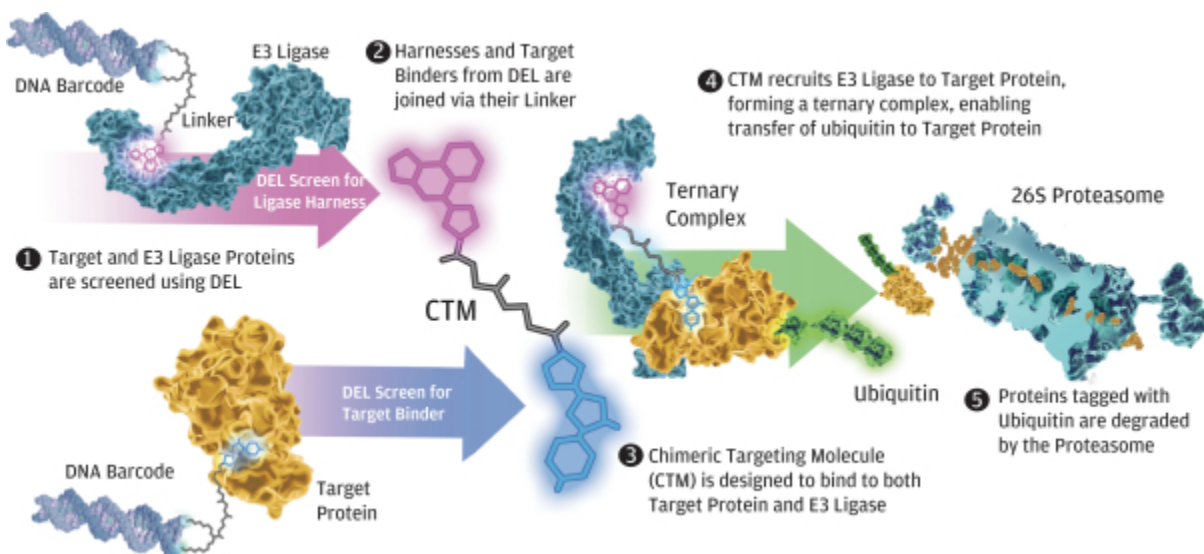 DNA Barcode
E3 Ligase
Linker
DEL Screen for
Ligase Harness
❶ Target and E3 Ligase Proteins
are screened using DEL
❷ Harnesses and Target
Binders from DEL are
joined via their Linker
CTM
DEL Screen for
Target Binder
DNA Barcode
Target
Protein
❸ Chimeric Targeting Molecule
(CTM) is designed to bind to both
Target Protein and E3 Ligase
❹ CTM recruits E3 Ligase to Target Protein,
forming a ternary complex, enabling
transfer of ubiquitin to Target Protein
Ternary
Complex
26S Proteasome
Ubiquitin
❺ Proteins tagged with
Ubiquitin are degraded
by the Proteasome